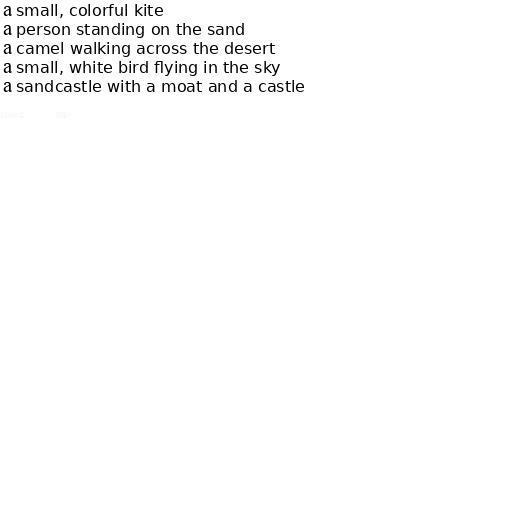 a small, colorful kite
a person standing on the sand
a camel walking across the desert
a small, white bird flying in the sky
a sandcastle with a moat and a castle